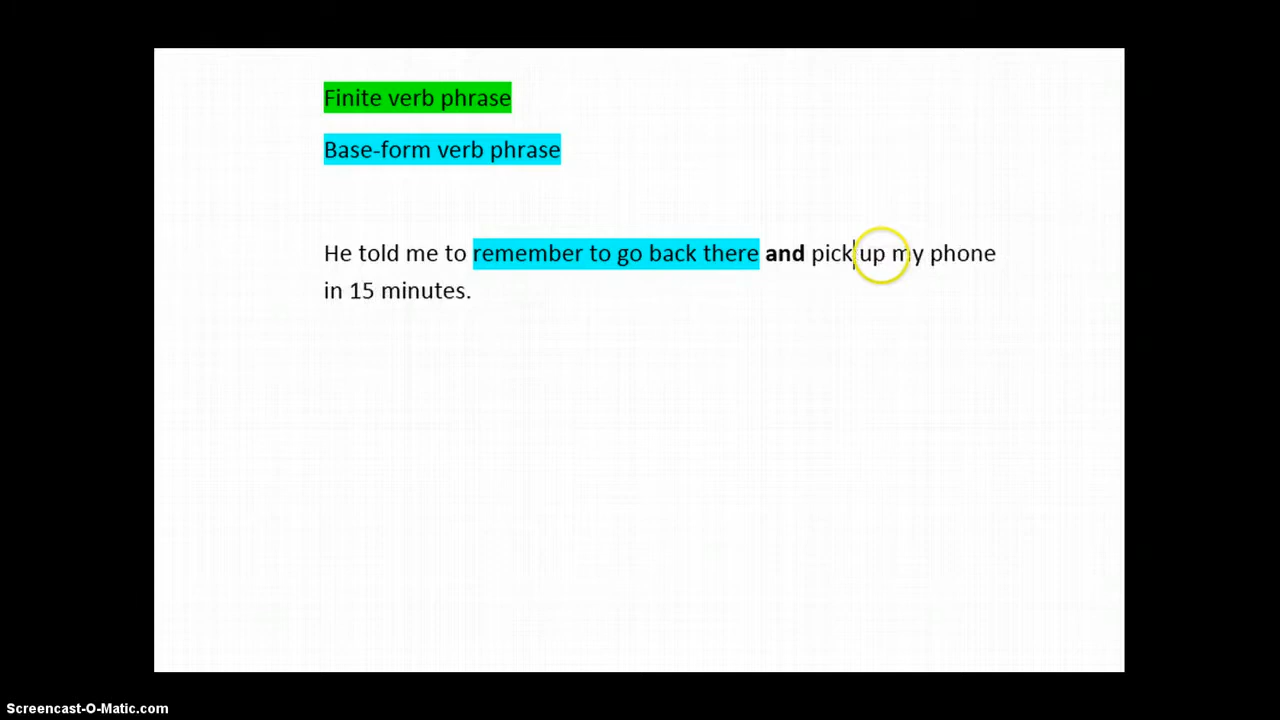 Finite verb phrase
Base-form verb phrase
He told me to remember to go back there and pick up my phone
in 15 minutes.
Screencast-O-Matic.com